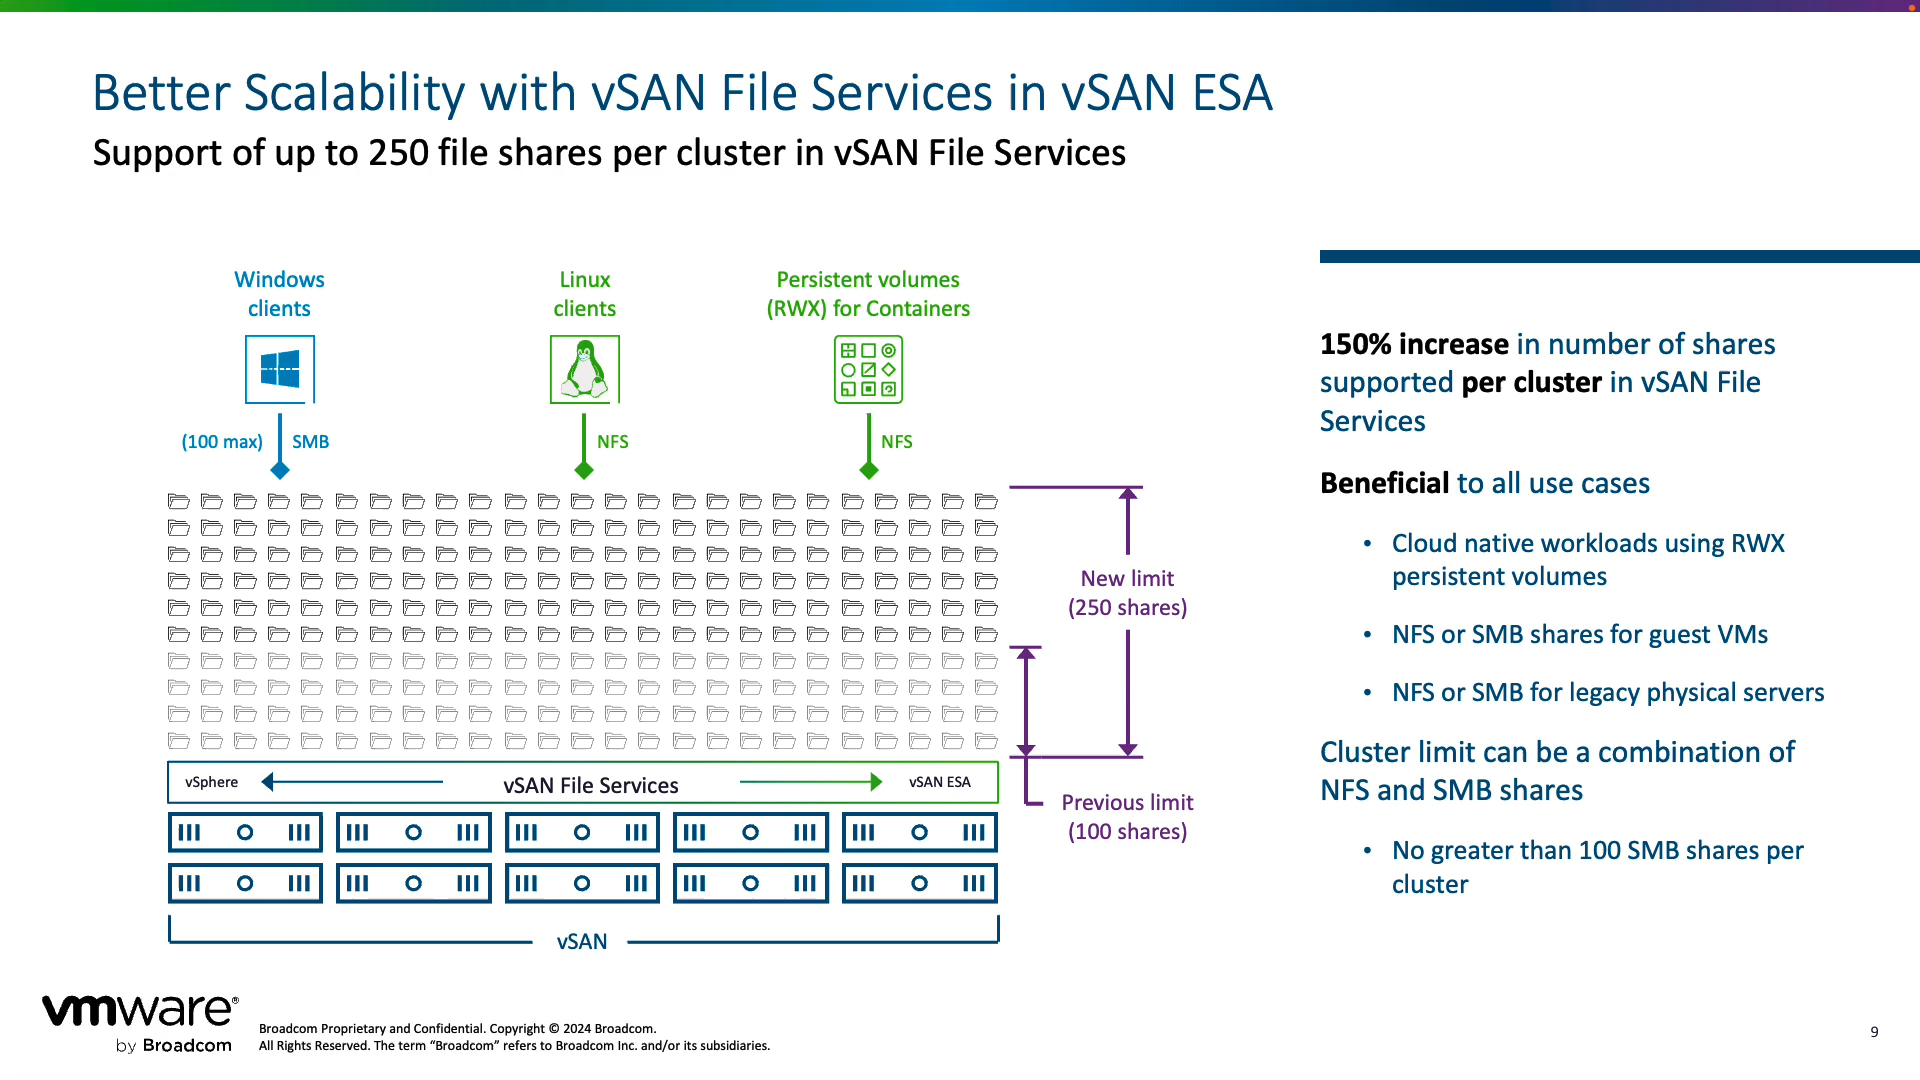 Better Scalability with vSAN File Services in vSAN ESA
Support of up to 250 file shares per cluster in vSAN File Services
Windows
clients
Linux
clients
Persistent volumes
(RWX) for Containers
(100 max)
SMB
NFS
NFS
New limit
(250 shares)
vSphere
vSAN File Services
vSAN ESA
Previous limit
(100 shares)
vSAN
150% increase in number of shares
supported per cluster in vSAN File
Services
Beneficial to all use cases
• Cloud native workloads using RWX
persistent volumes
• NFS or SMB shares for guest VMs
• NFS or SMB for legacy physical servers
Cluster limit can be a combination of
NFS and SMB shares
• No greater than 100 SMB shares per
cluster
vmware®
by Broadcom
Broadcom Proprietary and Confidential. Copyright © 2024 Broadcom.
All Rights Reserved. The term “Broadcom” refers to Broadcom Inc. and/or its subsidiaries.
9